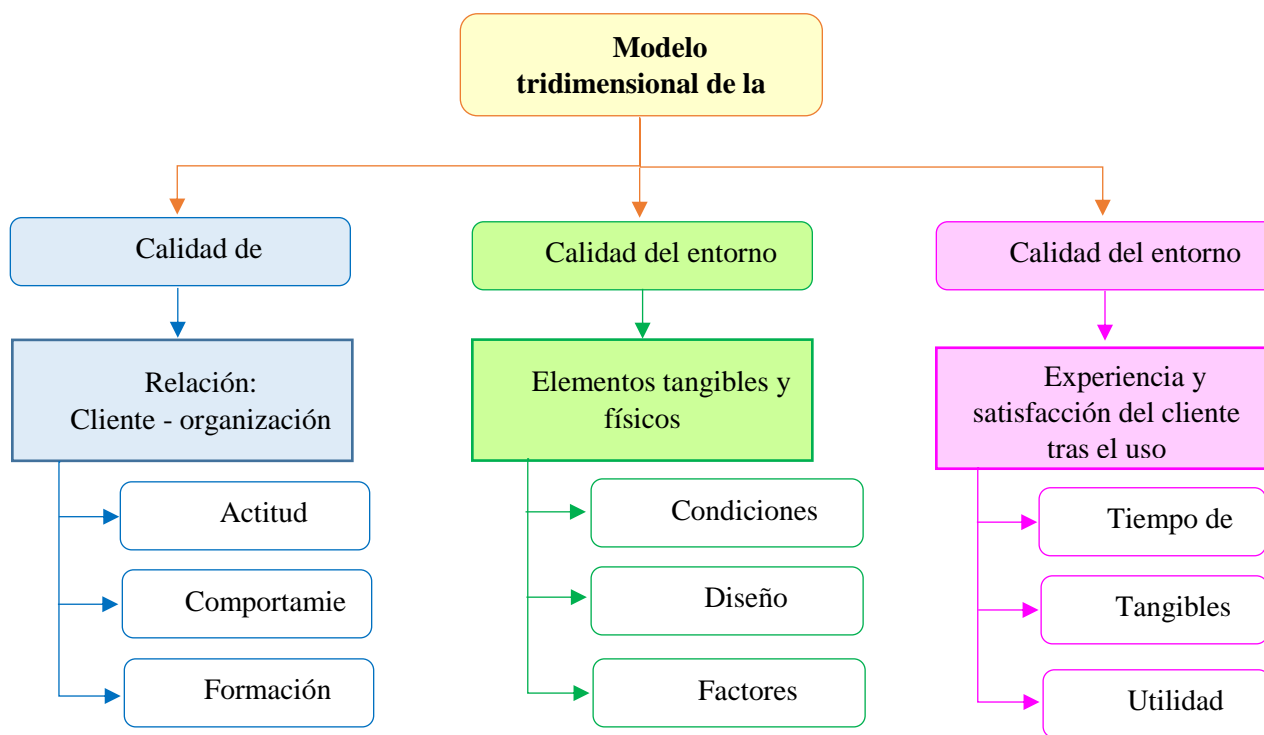 Modelo
tridimensional de la
Calidad de
Relación:
Cliente - organización
Actitud
Comportamie
Formación
Calidad del entorno
Elementos tangibles y
físicos
Condiciones
Diseño
Factores
Calidad del entorno
Experiencia y
satisfacción del cliente
tras el uso
Tiempo de
Tangibles
Utilidad